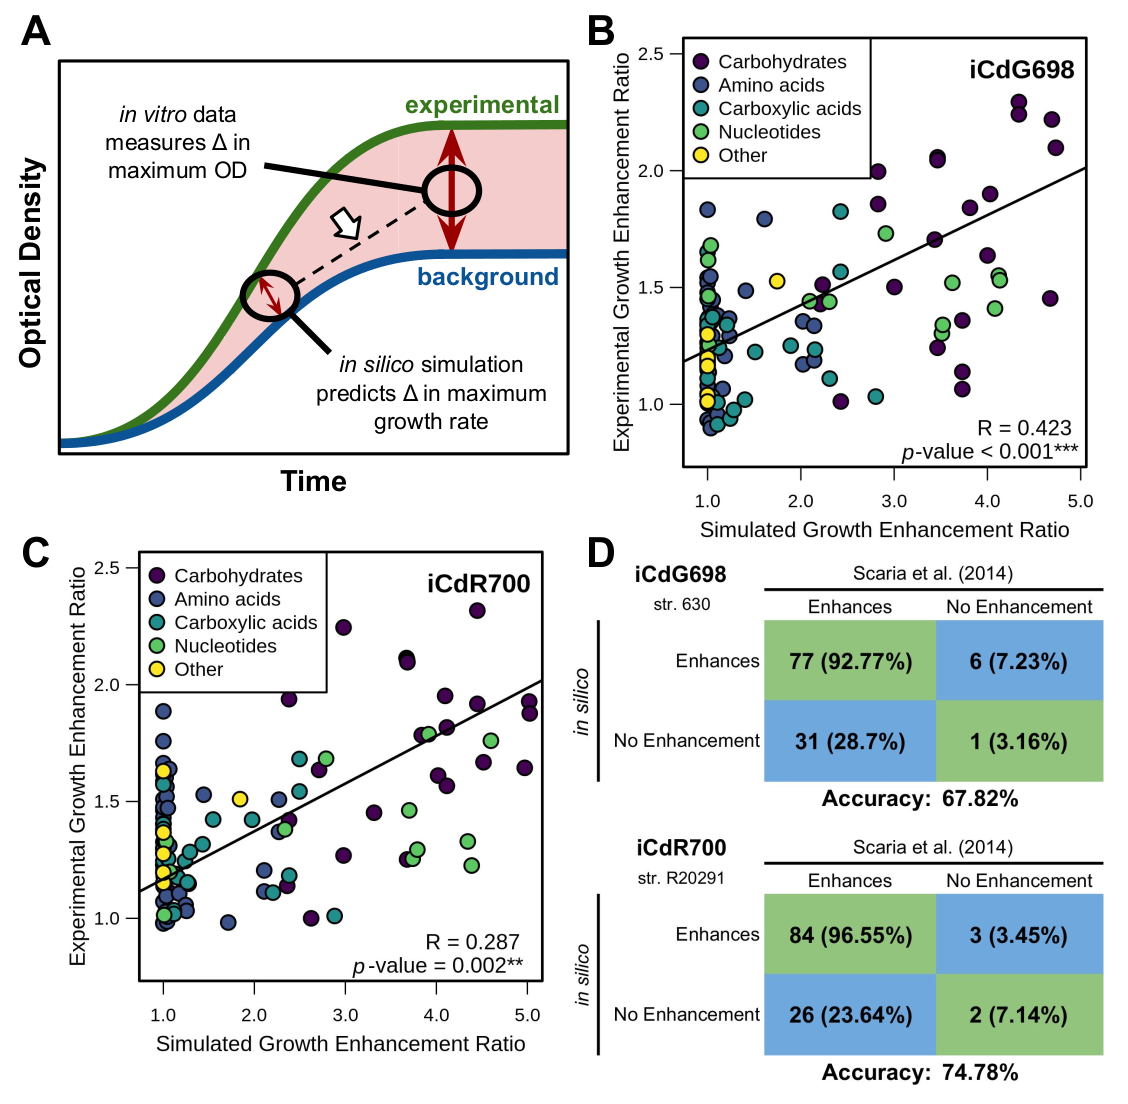 A
in vitro data
measures Δ in
maximum OD
experimental
background
in silico simulation
predicts Δ in maximum
growth rate
Optical Density
Time
B
iCdG698
Carbohydrates
Amino acids
Carboxylic acids
Nucleotides
Other
2.5
2.0
1.5
1.0
Experimental Growth Enhancement Ratio
R = 0.423
p-value < 0.001***
1.0 2.0 3.0 4.0 5.0
Simulated Growth Enhancement Ratio
C
iCdR700
Carbohydrates
Amino acids
Carboxylic acids
Nucleotides
Other
2.5
2.0
1.5
1.0
Experimental Growth Enhancement Ratio
R = 0.287
p-value = 0.002**
1.0 2.0 3.0 4.0 5.0
Simulated Growth Enhancement Ratio
D
iCdG698
str. 630
Scaria et al. (2014)
Enhances No Enhancement
in silico
Enhances 77 (92.77%) 6 (7.23%)
No Enhancement 31 (28.7%) 1 (3.16%)
Accuracy: 67.82%
iCdR700
str. R20291
Scaria et al. (2014)
Enhances No Enhancement
in silico
Enhances 84 (96.55%) 3 (3.45%)
No Enhancement 26 (23.64%) 2 (7.14%)
Accuracy: 74.78%